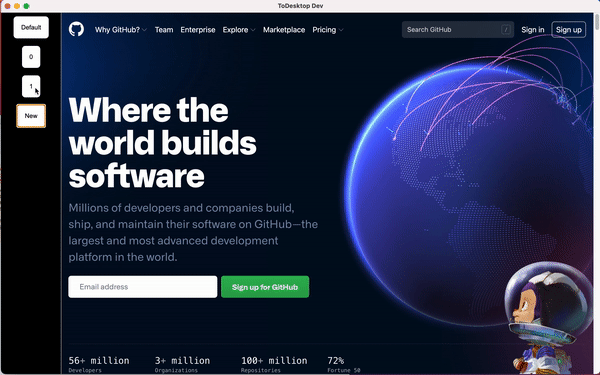 ToDesktop Dev
Default
0
1
New
Why GitHub? Team Enterprise Explore Marketplace Pricing
Search GitHub /
Sign in Sign up
Where the
world builds
software
Millions of developers and companies build,
ship, and maintain their software on GitHub—the
largest and most advanced development
platform in the world.
Email address
Sign up for GitHub
56+ million 3+ million 100+ million 72%
Developers Organizations Repositories Fortune 50